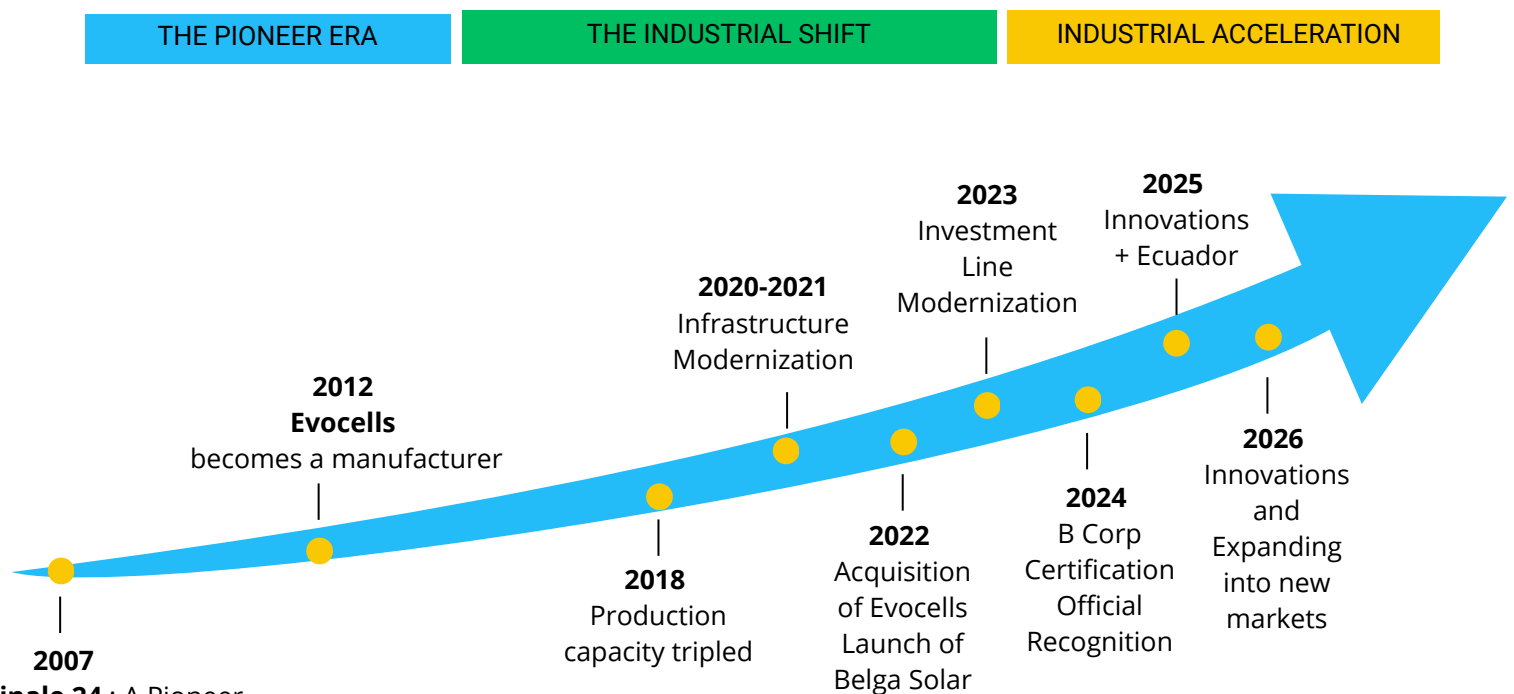 THE PIONEER ERA
THE INDUSTRIAL SHIFT
INDUSTRIAL ACCELERATION
2007
24 : A Pioneer
2012
Evocells
becomes a manufacturer
2018
Production
capacity tripled
2020-2021
Infrastructure
Modernization
2022
Acquisition
of Evocells
Launch of
Belga Solar
2023
Investment
Line
Modernization
2024
B Corp
Certification
Official
Recognition
2025
Innovations
+ Ecuador
2026
Innovations
and
Expanding
into new
markets